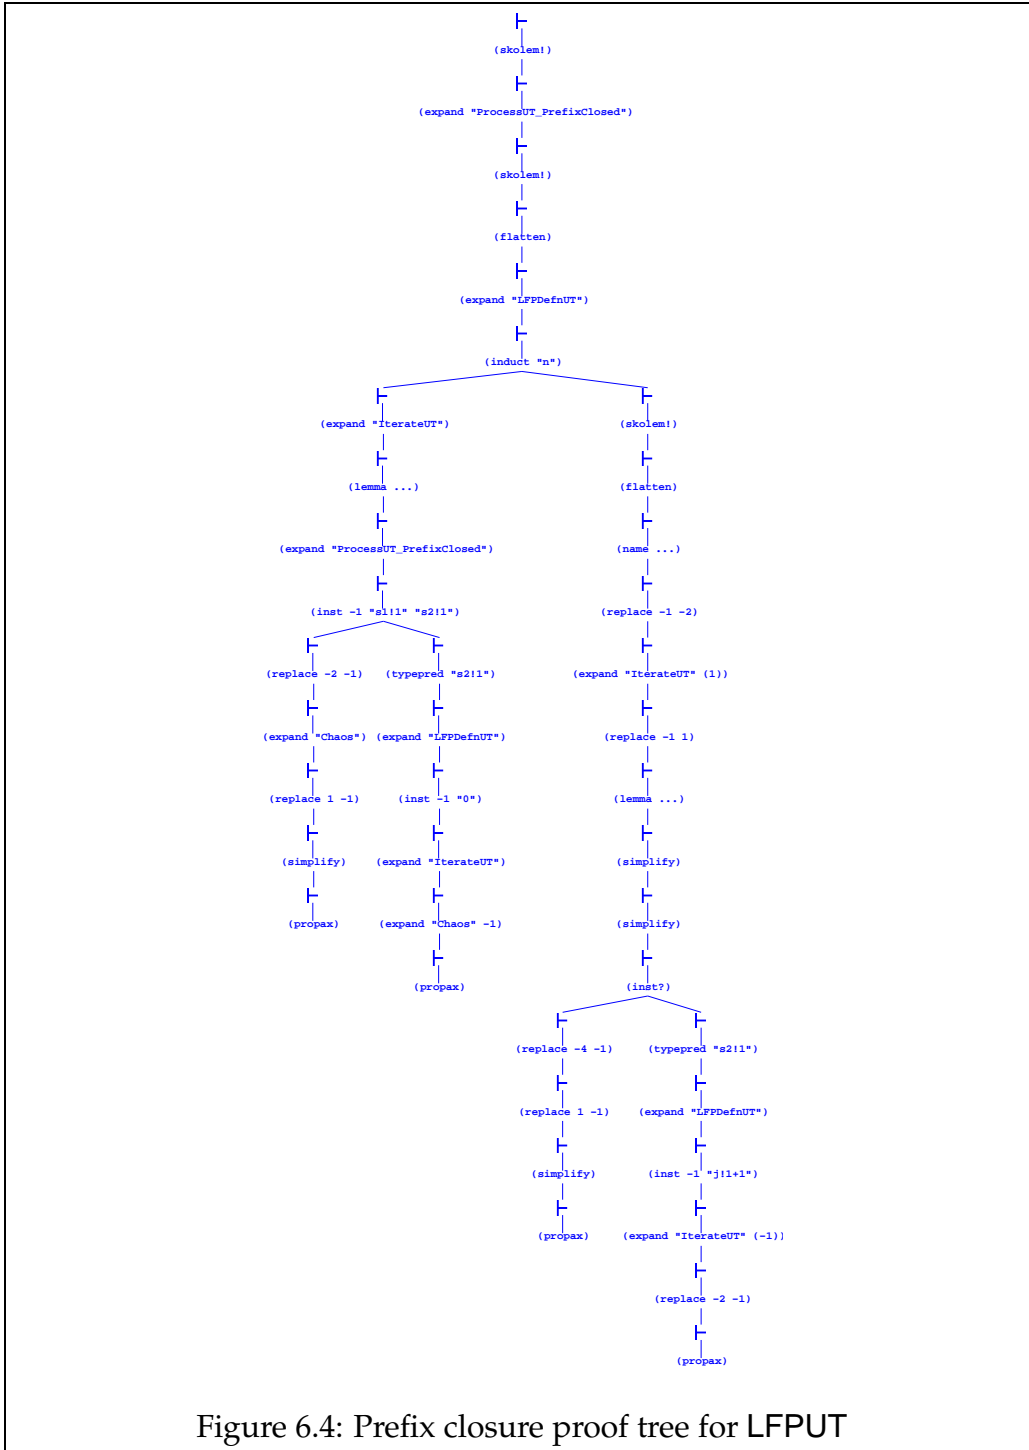 (skolem!)
(expand "ProcessUT_PrefixClosed")
(skolem!)
(flatten)
(expand "LFPDefnUT")
(induct "n")
(expand "IterateUT") (skolem!)
(lemma ...) (flatten)
(expand "ProcessUT_PrefixClosed") (name ...)
(inst -1 "s1!1" "s2!1") (replace -1 -2)
(replace -2 -1) (typepred "s2!1") (expand "IterateUT" (1))
(expand "Chaos") (expand "LFPDefnUT") (replace -1 1)
(replace 1 -1) (inst -1 "0") (lemma ...)
(simplify) (expand "IterateUT") (simplify)
(propax) (expand "Chaos" -1) (simplify)
(propax) (inst?)
(replace -4 -1) (typepred "s2!1")
(replace 1 -1) (expand "LFPDefnUT")
(simplify) (inst -1 "j!1+1")
(propax) (expand "IterateUT" (-1))
(replace -2 -1)
(propax)
Figure 6.4: Prefix closure proof tree for LFPUT